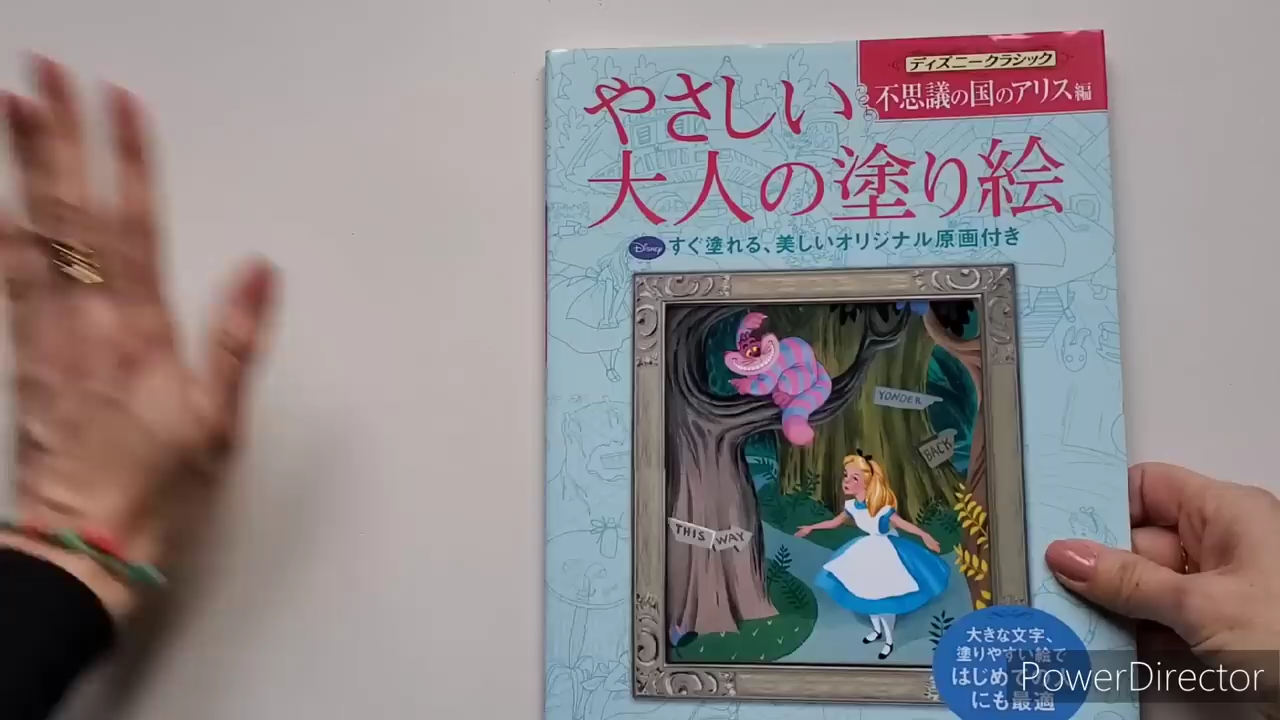 ディズニークラシック
不思議の国のアリス編
やさしい
大人の塗り絵
Disney すぐ塗れる、美しいオリジナル原画付き
YONDER
BACK
THIS WAY
大きな文字、
塗りやすい絵で
はじめての
にも最適
PowerDirector